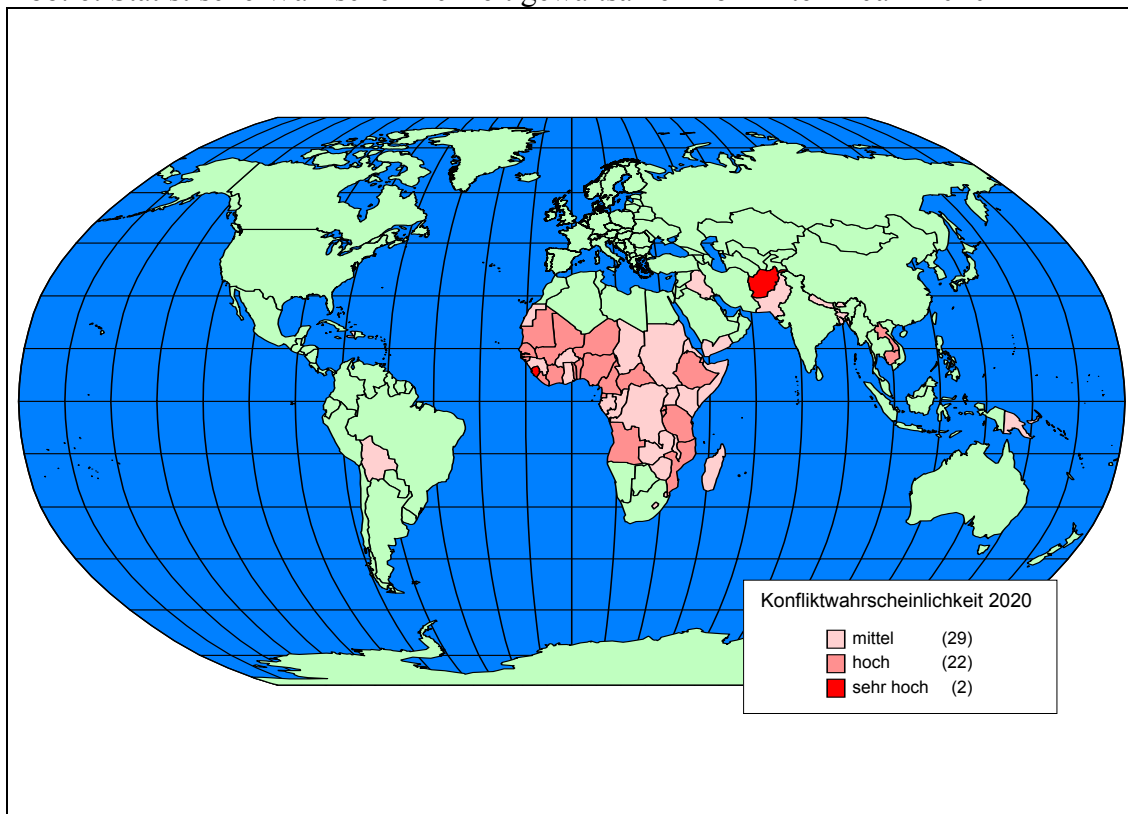 Konfliktwahrscheinlichkeit 2020
mittel (29)
hoch (22)
sehr hoch (2)